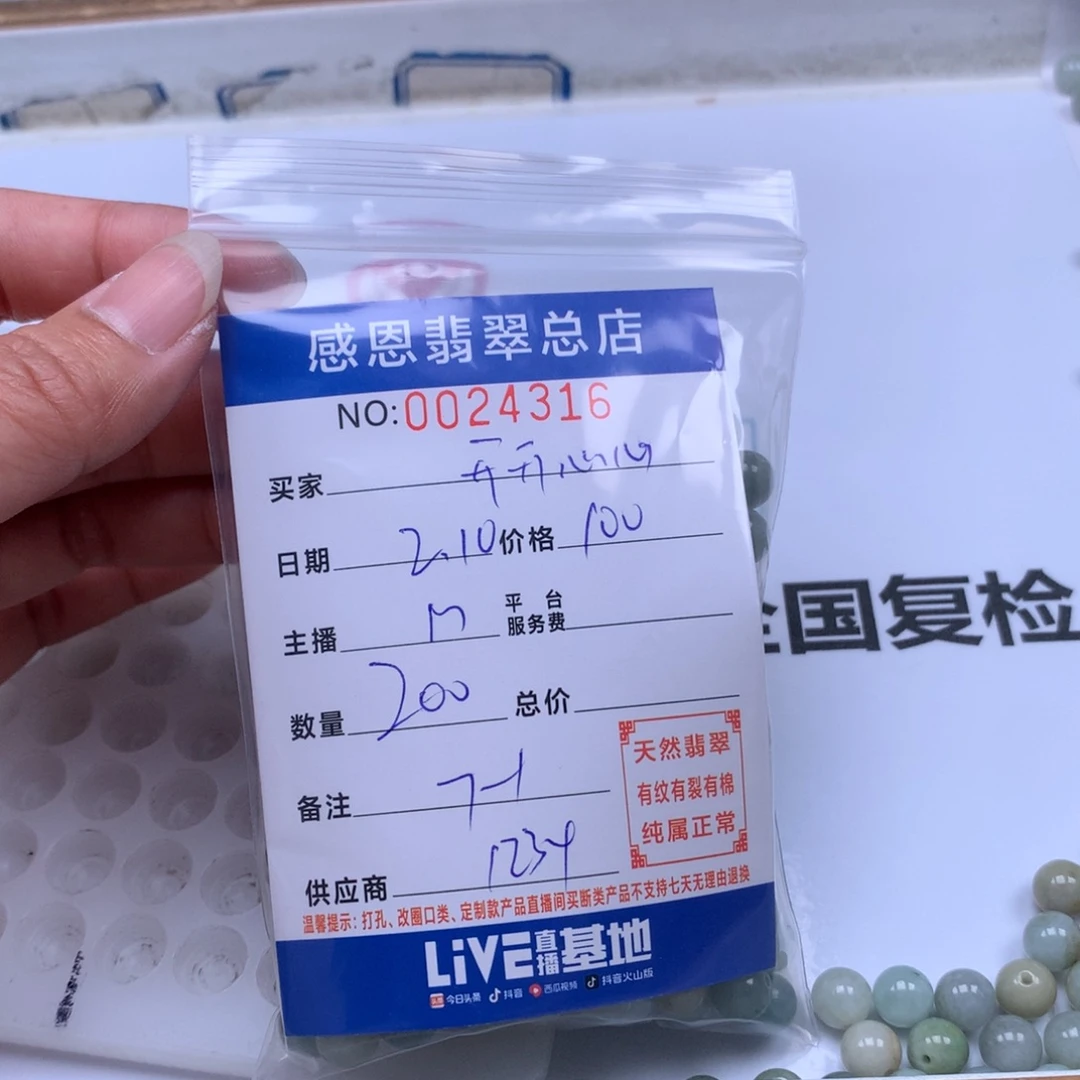 感恩翡翠总店
NO:0024316
买家 开开心心
日期 2.10 价格 100
主播 m 平台服务费
数量 200 总价
备注 7-1
供应商 1234
天然翡翠
有纹有裂有棉
纯属正常
温馨提示：打孔、改圈口类、定制款产品直播间买断类产品不支持七天无理由退换
LiVE直播基地
今日头条 抖音 西瓜视频 抖音火山版
全国复检